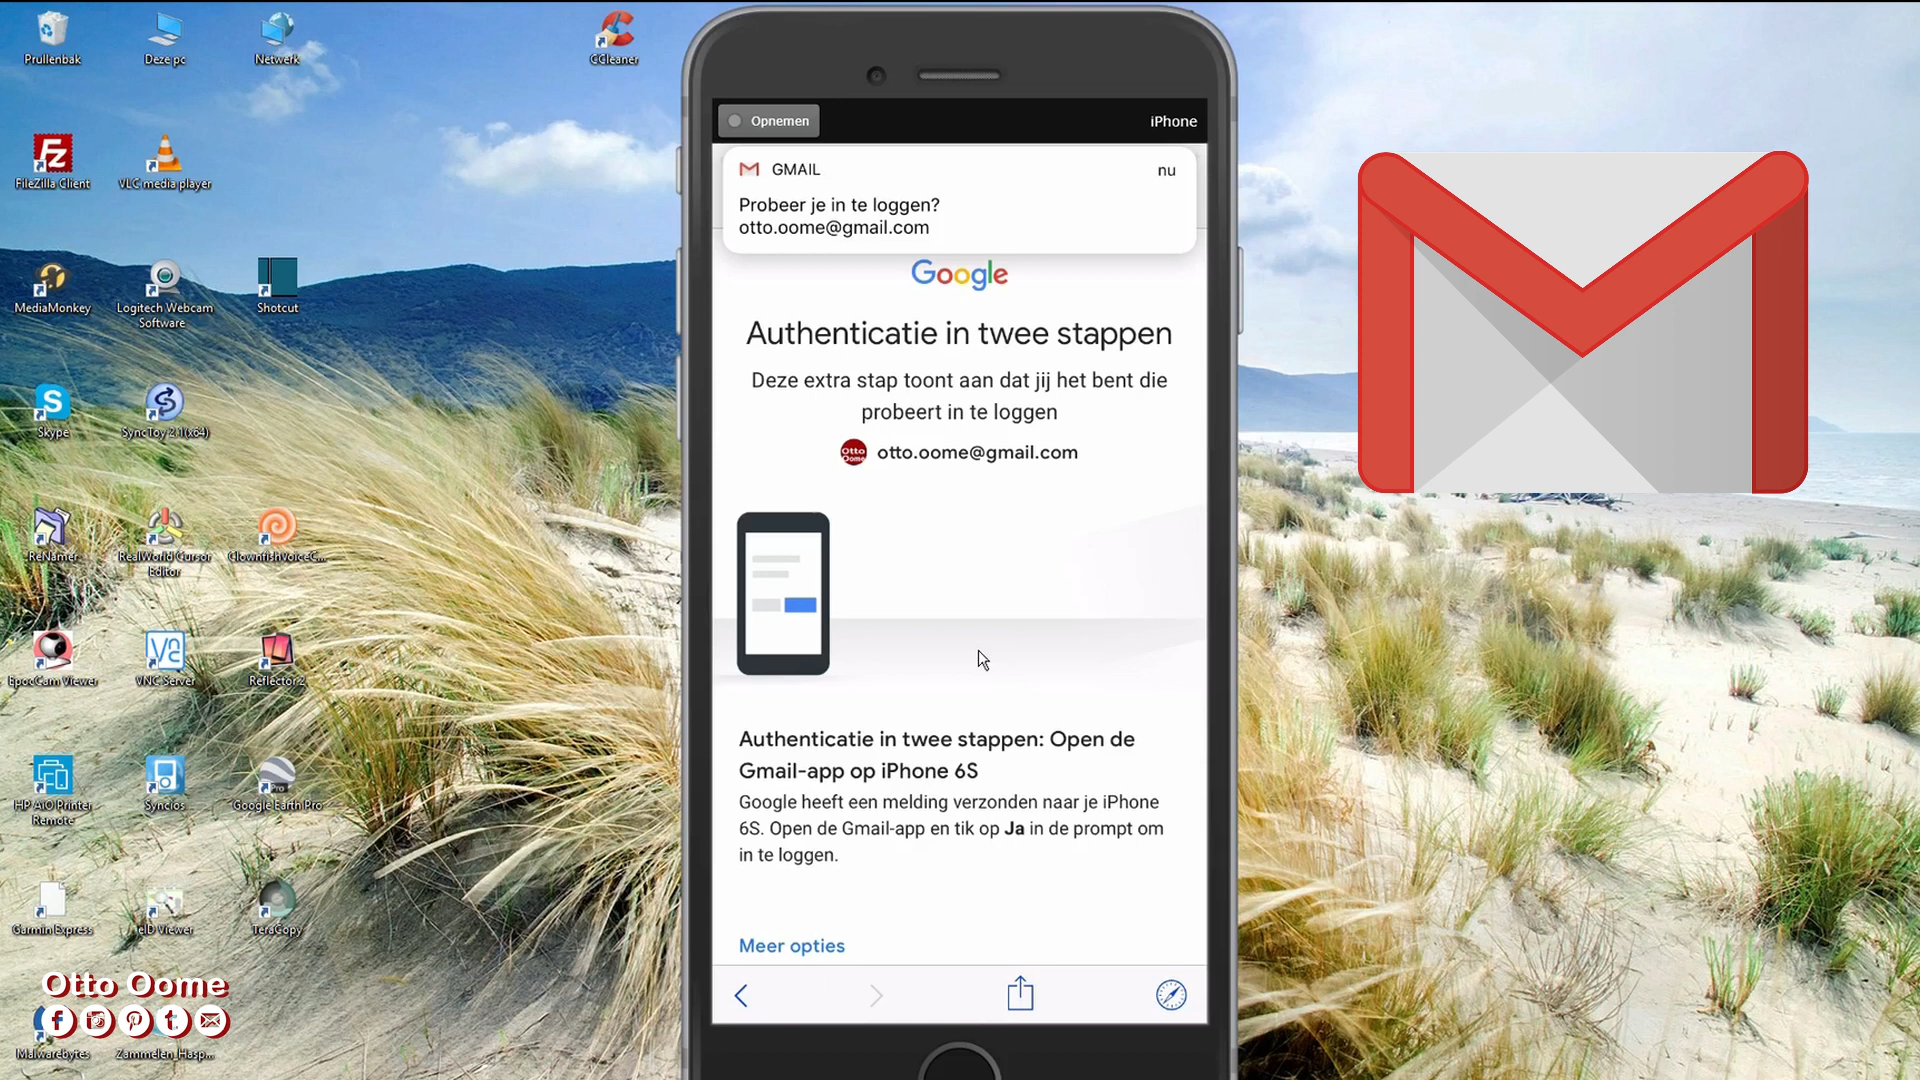 Prullenbak
Deze pc
Netwerk
CCleaner
FileZilla Client
VLC media player
MediaMonkey
Logitech Webcam
Software
Shotcut
Skype
SyncToy 2.1(x64)
ReNamer
RealWorld Cursor
Editor
ClownfishVoiceC...
EpocCam Viewer
VNC Server
Reflector 2
HP AiO Printer
Remote
Syncios
Google Earth Pro
Garmin Express
eID Viewer
TeraCopy
Otto Oome
Malwarebytes
Zammelen_Hasp...
Opnemen
iPhone
GMAIL
nu
Probeer je in te loggen?
otto.oome@gmail.com
Google
Authenticatie in twee stappen
Deze extra stap toont aan dat jij het bent die
probeert in te loggen
Otto
Oome
otto.oome@gmail.com
Authenticatie in twee stappen: Open de
Gmail-app op iPhone 6S
Google heeft een melding verzonden naar je iPhone
6S. Open de Gmail-app en tik op Ja in de prompt om
in te loggen.
Meer opties